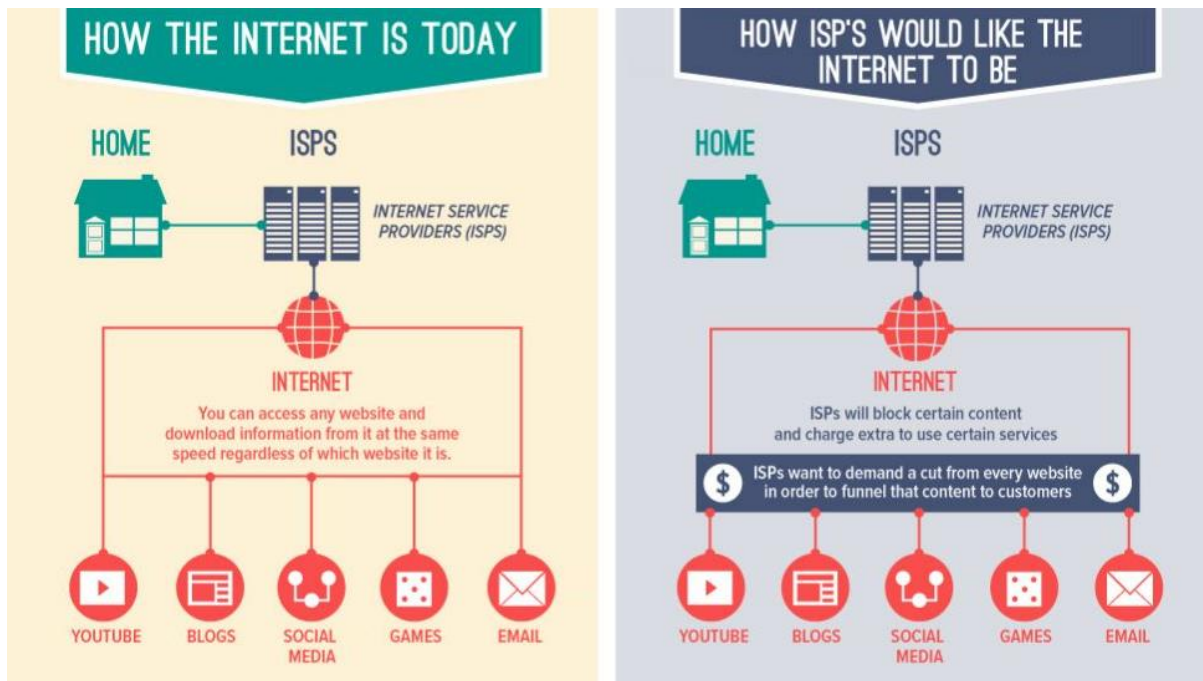 HOW THE INTERNET IS TODAY
HOME
ISPS
INTERNET SERVICE
PROVIDERS (ISPS)
INTERNET
You can access any website and
download information from it at the same
speed regardless of which website it is.
YOUTUBE
BLOGS
SOCIAL
MEDIA
GAMES
EMAIL
HOW ISP'S WOULD LIKE THE
INTERNET TO BE
HOME
ISPS
INTERNET SERVICE
PROVIDERS (ISPS)
INTERNET
ISPs will block certain content
and charge extra to use certain services
$
ISPs want to demand a cut from every website
in order to funnel that content to customers
$
YOUTUBE
BLOGS
SOCIAL
MEDIA
GAMES
EMAIL